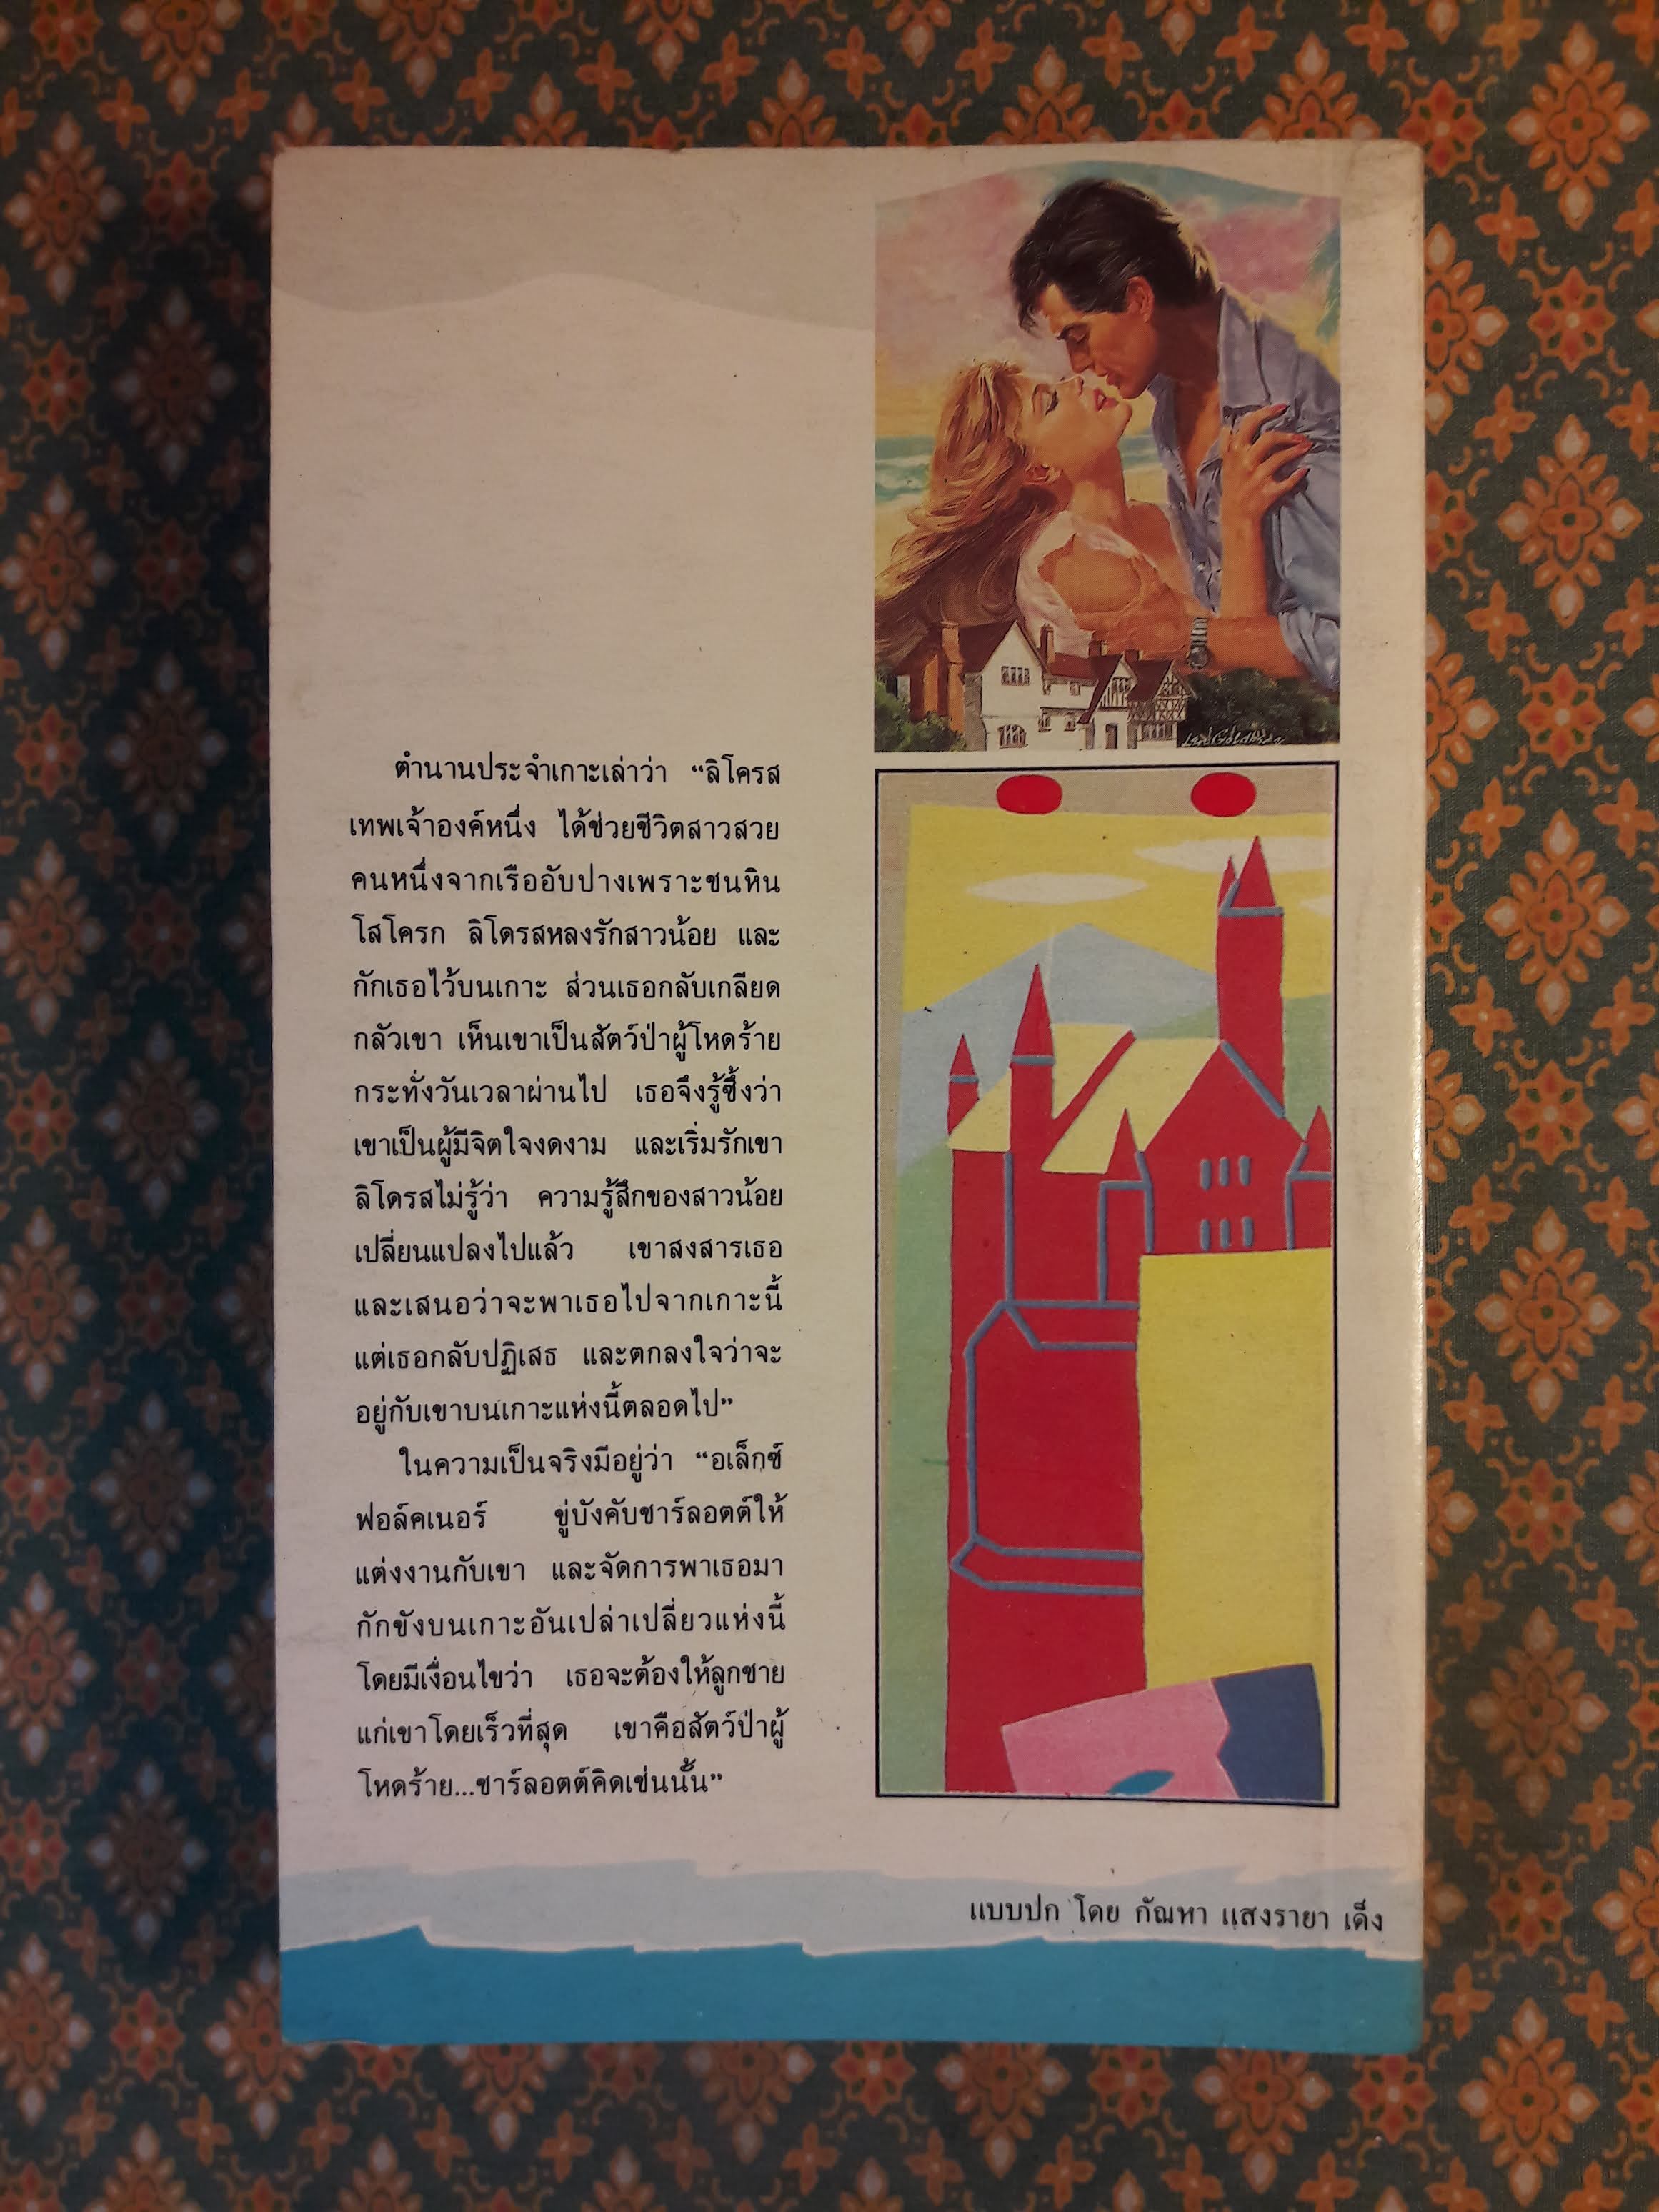 ตำนานประจำเกาะเล่าว่า “ลิโครส
เทพเจ้าองค์หนึ่ง ได้ช่วยชีวิตสาวสวย
คนหนึ่งจากเรืออับปางเพราะชนหิน
โสโครก ลิโดรสหลงรักสาวน้อย และ
กักเธอไว้บนเกาะ ส่วนเธอกลับเกลียด
กลัวเขา เห็นเขาเป็นสัตว์ป่าผู้โหดร้าย
กระทั่งวันเวลาผ่านไป เธอจึงรู้ซึ้งว่า
เขาเป็นผู้มีจิตใจงดงาม และเริ่มรักเขา
ลิโดรสไม่รู้ว่า ความรู้สึกของสาวน้อย
เปลี่ยนแปลงไปแล้ว เขาสงสารเธอ
และเสนอว่าจะพาเธอไปจากเกาะนี้
แต่เธอกลับปฏิเสธ และตกลงใจว่าจะ
อยู่กับเขาบนเกาะแห่งนี้ตลอดไป”
ในความเป็นจริงมีอยู่ว่า “อเล็กซ์
ฟอล์คเนอร์ ขู่บังคับชาร์ลอตต์ให้
แต่งงานกับเขา และจัดการพาเธอมา
กักขังบนเกาะอันเปล่าเปลี่ยวแห่งนี้
โดยมีเงื่อนไขว่า เธอจะต้องให้ลูกชาย
แก่เขาโดยเร็วที่สุด เขาคือสัตว์ป่าผู้
โหดร้าย...ชาร์ลอตต์คิดเช่นนั้น”
แบบปก โดย กัณหา แสงรายา เด็ง